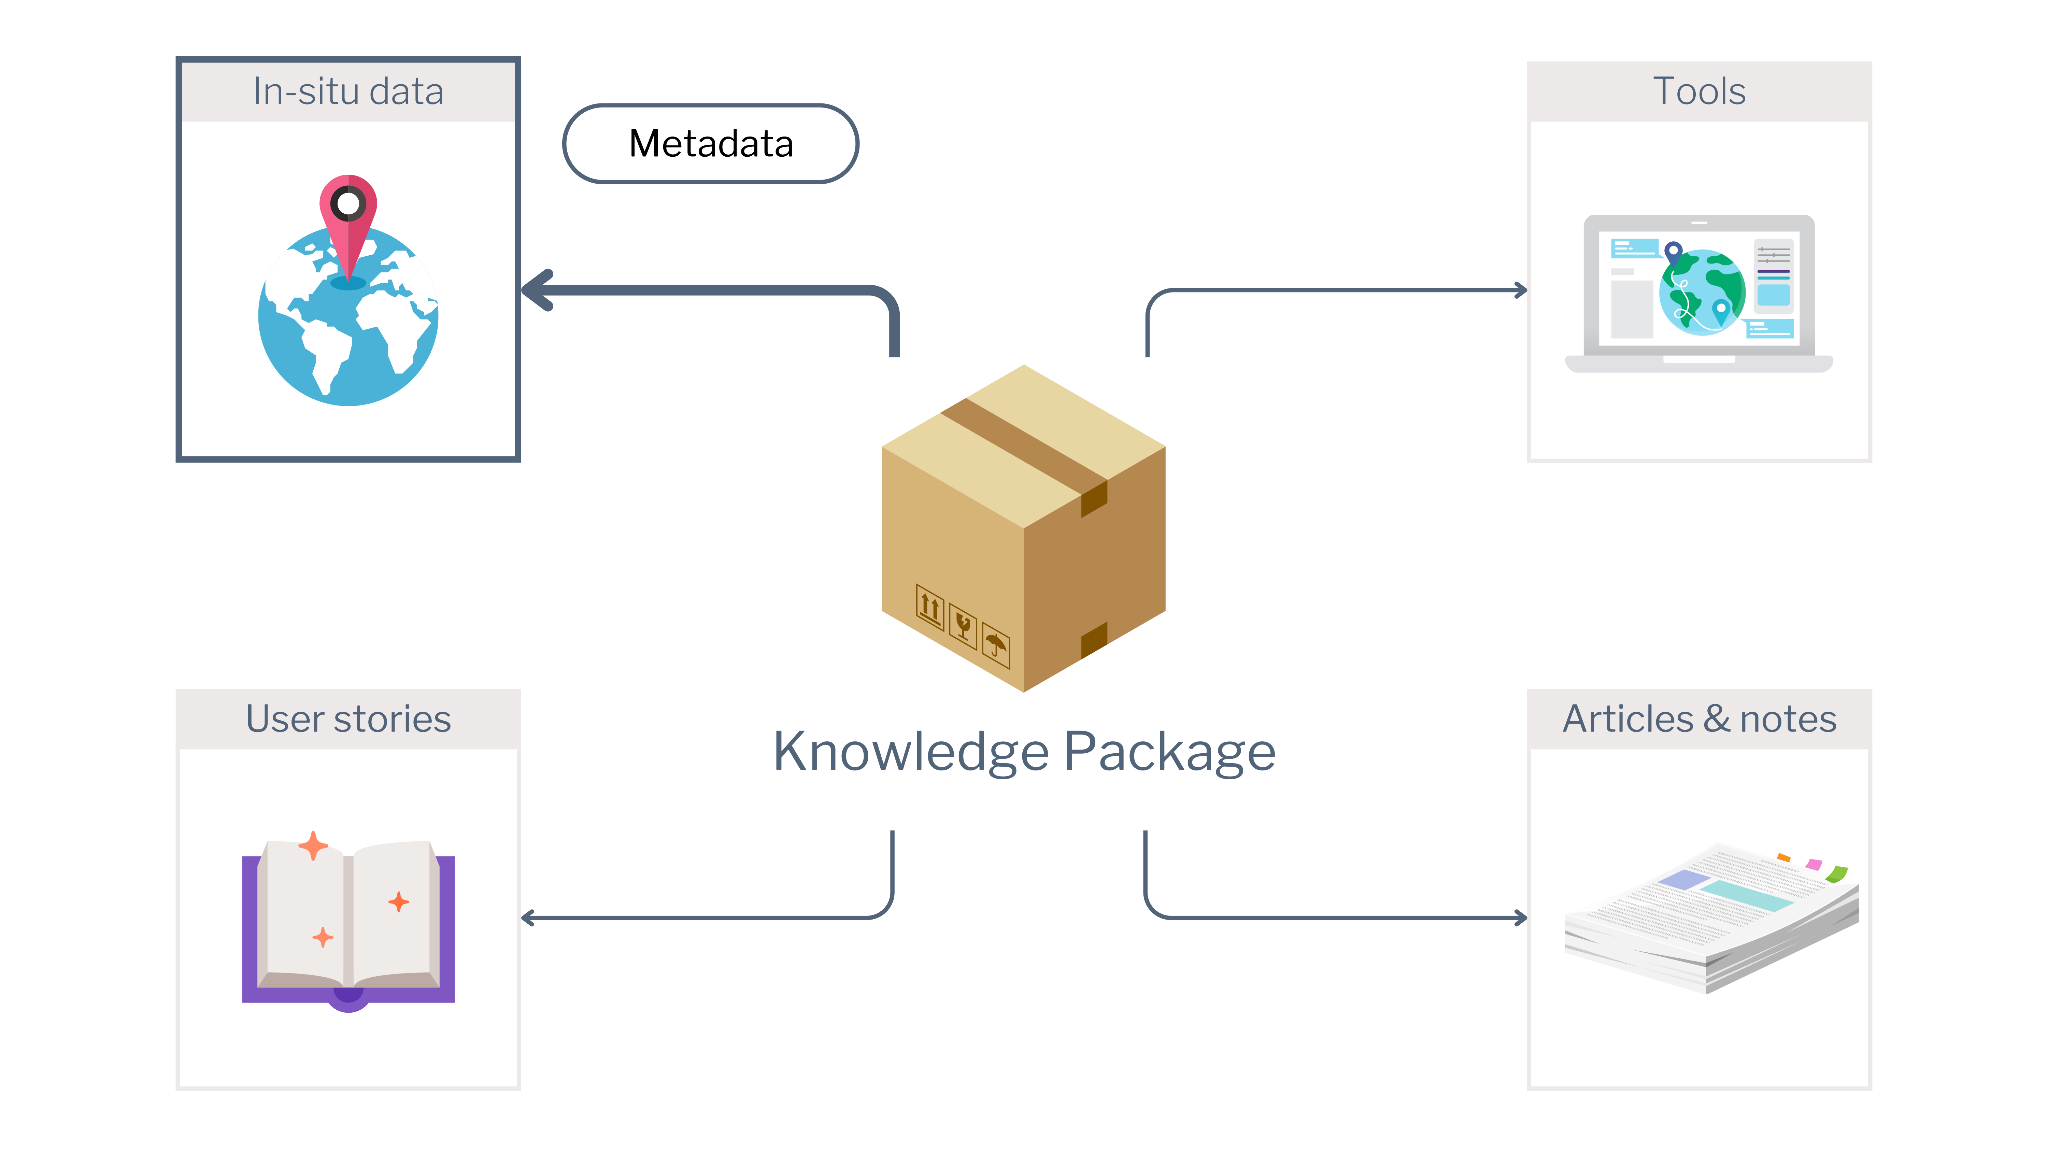 In-situ data
Metadata
Tools
User stories
Knowledge Package
Articles & notes